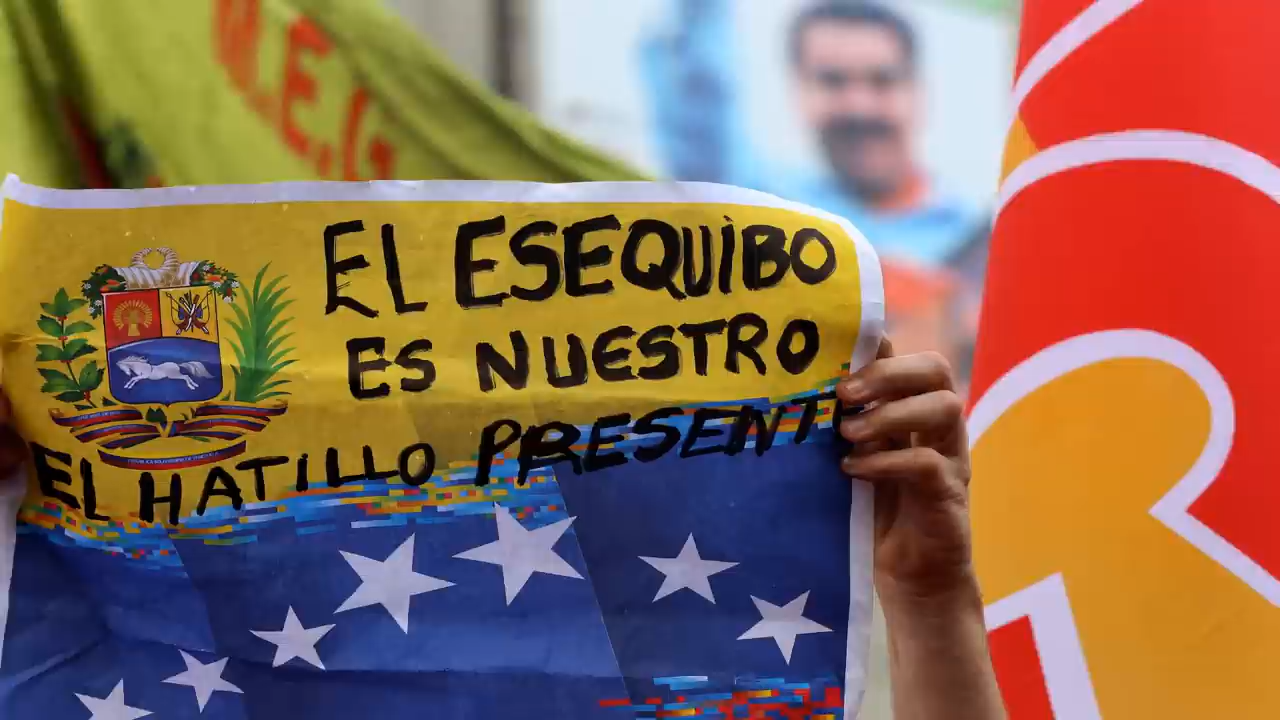 M.E.G
EL ESEQUIBO
ES NUESTRO
EL HATILLO PRESENTE